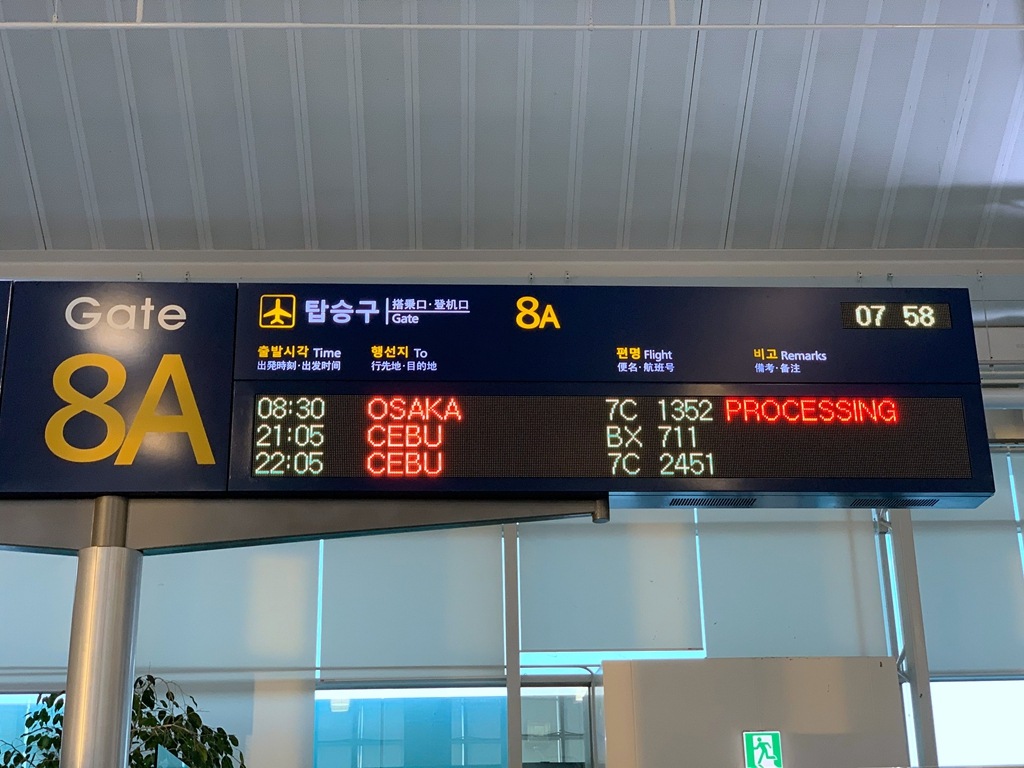 Gate
8A
탑승구 搭乗口·登机口 8A 07 58
Gate
출발시각 Time 행선지 To 편명 Flight 비고 Remarks
出発時刻·出发时间 行先地·目的地 便名·航班号 備考·备注
08:30 OSAKA 7C 1352 PROCESSING
21:05 CEBU BX 711
22:05 CEBU 7C 2451